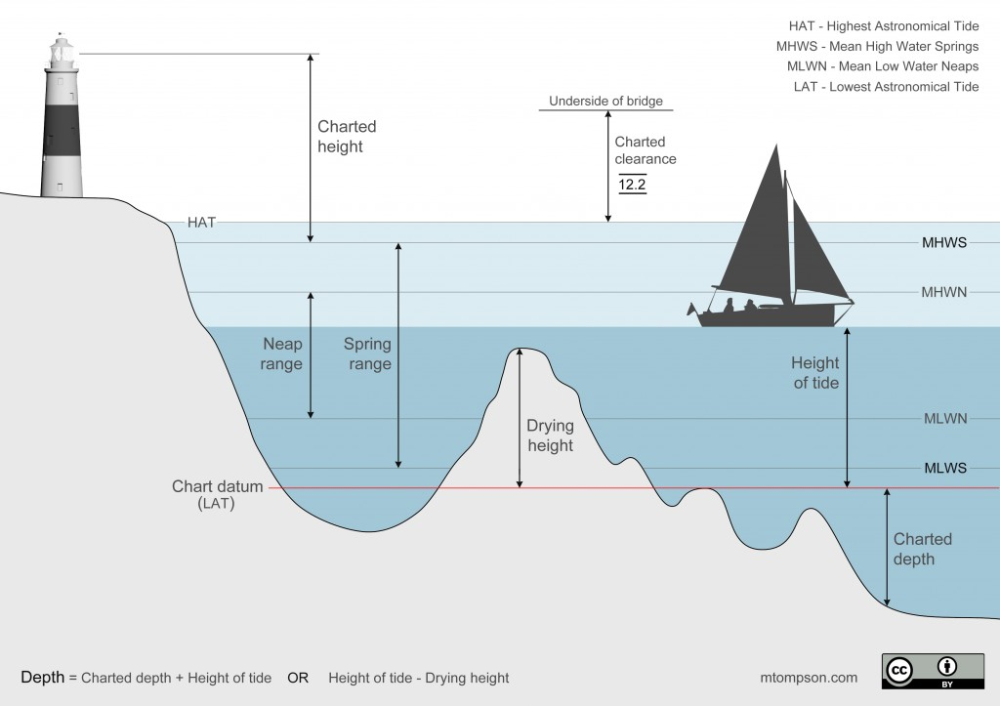 HAT - Highest Astronomical Tide
MHWS - Mean High Water Springs
MLWN - Mean Low Water Neaps
LAT - Lowest Astronomical Tide
Underside of bridge
Charted
height
Charted
clearance
12.2
HAT
MHWS
MHWN
Neap
range
Spring
range
Height
of tide
Drying
height
MLWN
MLWS
Chart datum
(LAT)
Charted
depth
Depth = Charted depth + Height of tide OR Height of tide - Drying height
mtompson.com
cc
BY